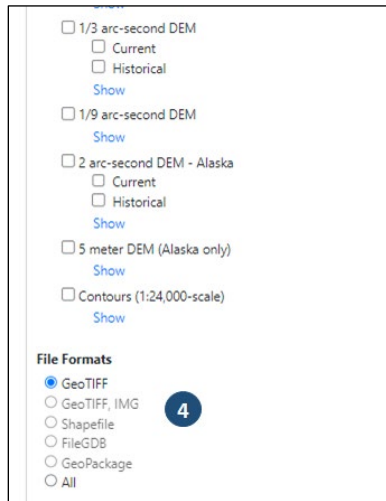 Show
1/3 arc-second DEM
Current
Historical
Show
1/9 arc-second DEM
Show
2 arc-second DEM - Alaska
Current
Historical
Show
5 meter DEM (Alaska only)
Show
Contours (1:24,000-scale)
Show
File Formats
GeoTIFF
GeoTIFF, IMG
4
Shapefile
FileGDB
GeoPackage
All